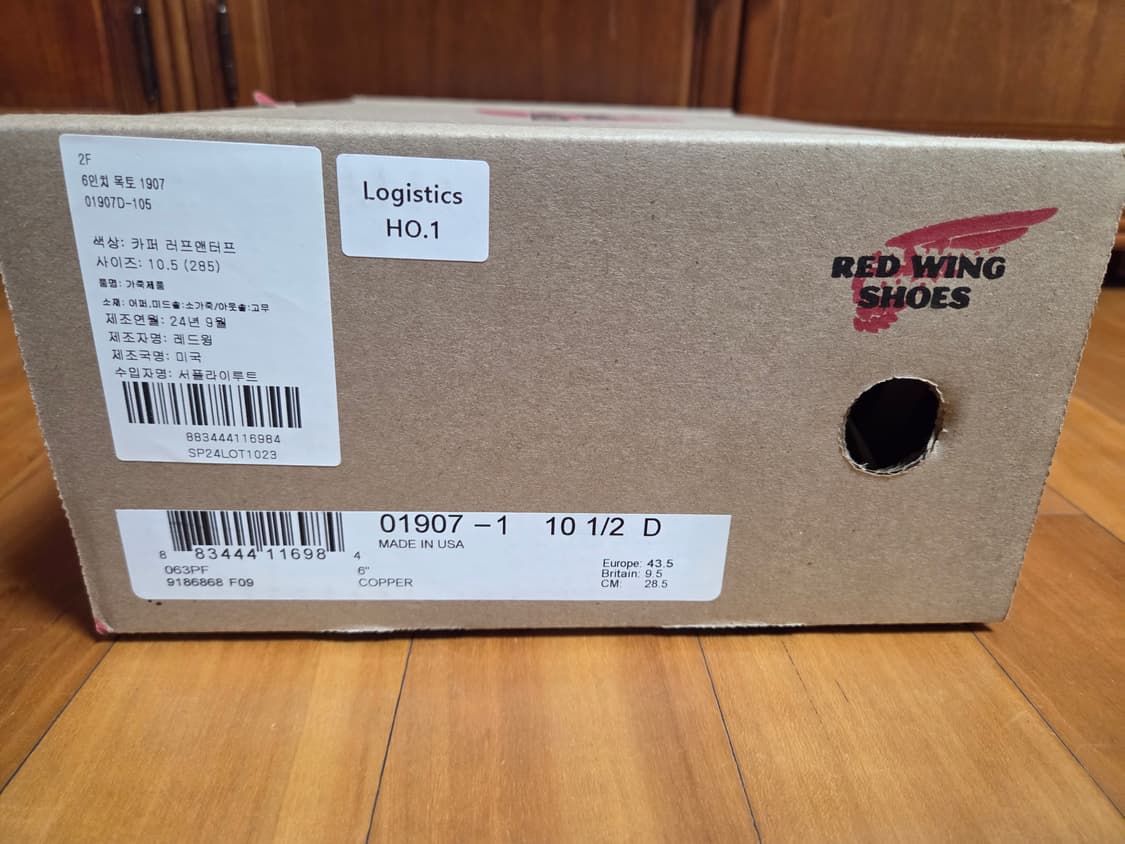 2F
6인치 목토 1907
01907D-105
색상: 카퍼 러프앤터프
사이즈: 10.5 (285)
품명: 가죽제품
소재: 어퍼,미드솔:소가죽/아웃솔:고무
제조연월: 24년 9월
제조자명: 레드윙
제조국명: 미국
수입자명: 서플라이루트
883444116984
SP24LOT1023
Logistics
HO.1
RED WING
SHOES
8 83444 11698 4
063PF
9186868 F09
01907 -1 10 1/2 D
MADE IN USA
6"
COPPER
Europe: 43.5
Britain: 9.5
CM: 28.5